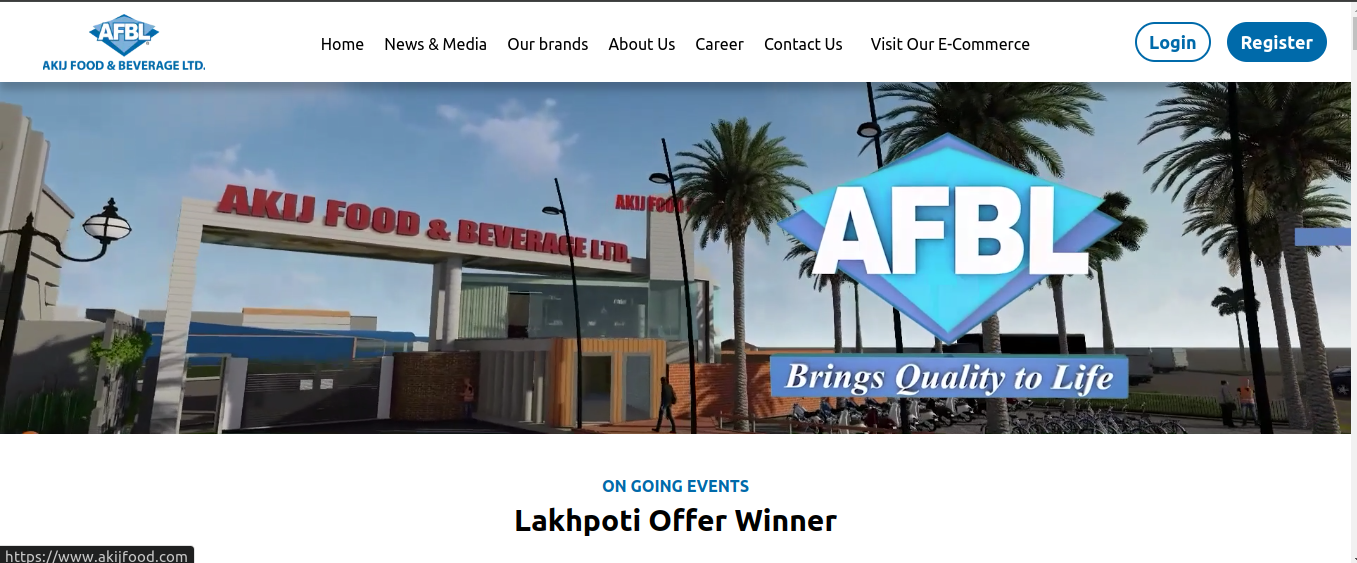 AFBL
AKIJ FOOD & BEVERAGE LTD.
Home News & Media Our brands About Us Career Contact Us Visit Our E-Commerce
Login Register
AKIJ FOOD & BEVERAGE LTD.
AKIJ FOOD
AFBL
Brings Quality to Life
ON GOING EVENTS
Lakhpoti Offer Winner
https://www.akijfood.com